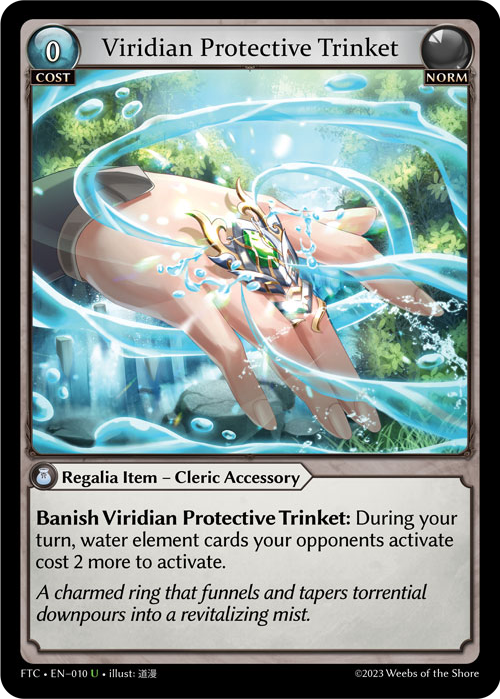 0
Viridian Protective Trinket
COST
NORM
Regalia Item – Cleric Accessory
Banish Viridian Protective Trinket: During your
turn, water element cards your opponents activate
cost 2 more to activate.
A charmed ring that funnels and tapers torrential
downpours into a revitalizing mist.
FTC • EN–010 U • illust: 道漫
©2023 Weebs of the Shore